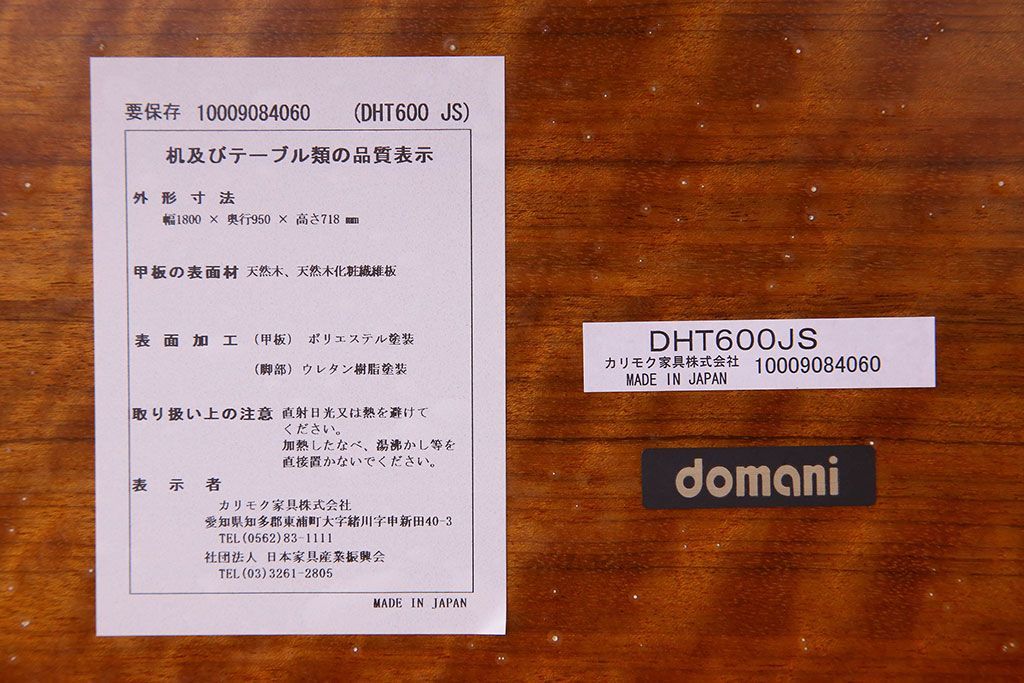 要保存 10009084060 (DHT600 JS)
机及びテーブル類の品質表示
外形寸法
幅1800 × 奥行950 × 高さ718 ㎜
甲板の表面材 天然木、天然木化粧繊維板
表面加工 (甲板) ポリエステル塗装
(脚部) ウレタン樹脂塗装
取り扱い上の注意 直射日光又は熱を避けて
ください。
加熱したなべ、湯沸かし等を
直接置かないでください。
表示者
カリモク家具株式会社
愛知県知多郡東浦町大字緒川字申新田40-3
TEL(0562)83-1111
社団法人 日本家具産業振興会
TEL(03)3261-2805
MADE IN JAPAN
DHT600JS
カリモク家具株式会社 10009084060
MADE IN JAPAN
domani